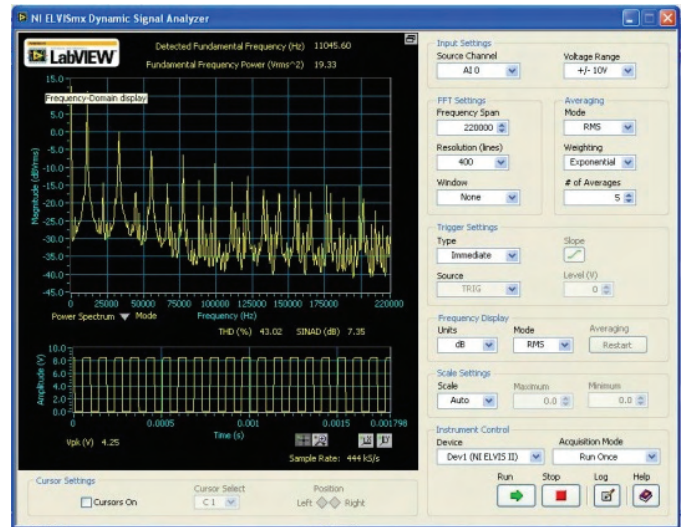 NI ELVISmx Dynamic Signal Analyzer
LabVIEW
Detected Fundamental Frequency (Hz) 11045.60
Fundamental Frequency Power (Vrms^2) 19.33
15.0
Frequency-Domain display
5.0
0.0
-5.0
-10.0
-15.0
-20.0
-25.0
-30.0
-35.0
-40.0
-45.0
Magnitude (dBVrms)
0 25000 50000 75000 100000 125000 150000 175000 220000
Power Spectrum Mode Frequency (Hz)
THD (%) 43.02 SINAD (dB) 7.35
10.0
8.0
6.0
4.0
2.0
0.0
Amplitude (V)
0 0.0005 0.001 0.0015 0.001798
Time (s)
Vpk (V) 4.25
Sample Rate: 444 kS/s
Cursor Settings
Cursors On
Cursor Select
C 1
Position
Left Right
Input Settings
Source Channel Voltage Range
AI 0 +/- 10V
FFT Settings
Frequency Span
220000
Resolution (lines)
400
Window
None
Averaging
Mode
RMS
Weighting
Exponential
# of Averages
5
Trigger Settings
Type Slope
Immediate
Source Level (V)
TRIG 0
Frequency Display
Units Mode Averaging
dB RMS Restart
Scale Settings
Scale Maximum Minimum
Auto 0.0 0.0
Instrument Control
Device Acquisition Mode
Dev1 (NI ELVIS II) Run Once
Run Stop Log Help